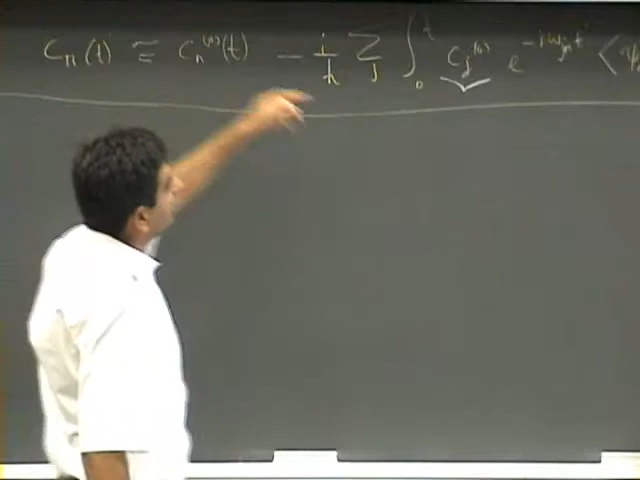 C_n(t) ≅ C_n^(0)(t) - i/ħ Σ_j ∫_0^t C_j^(0) e^{-iω_{jn}t'} <ψ